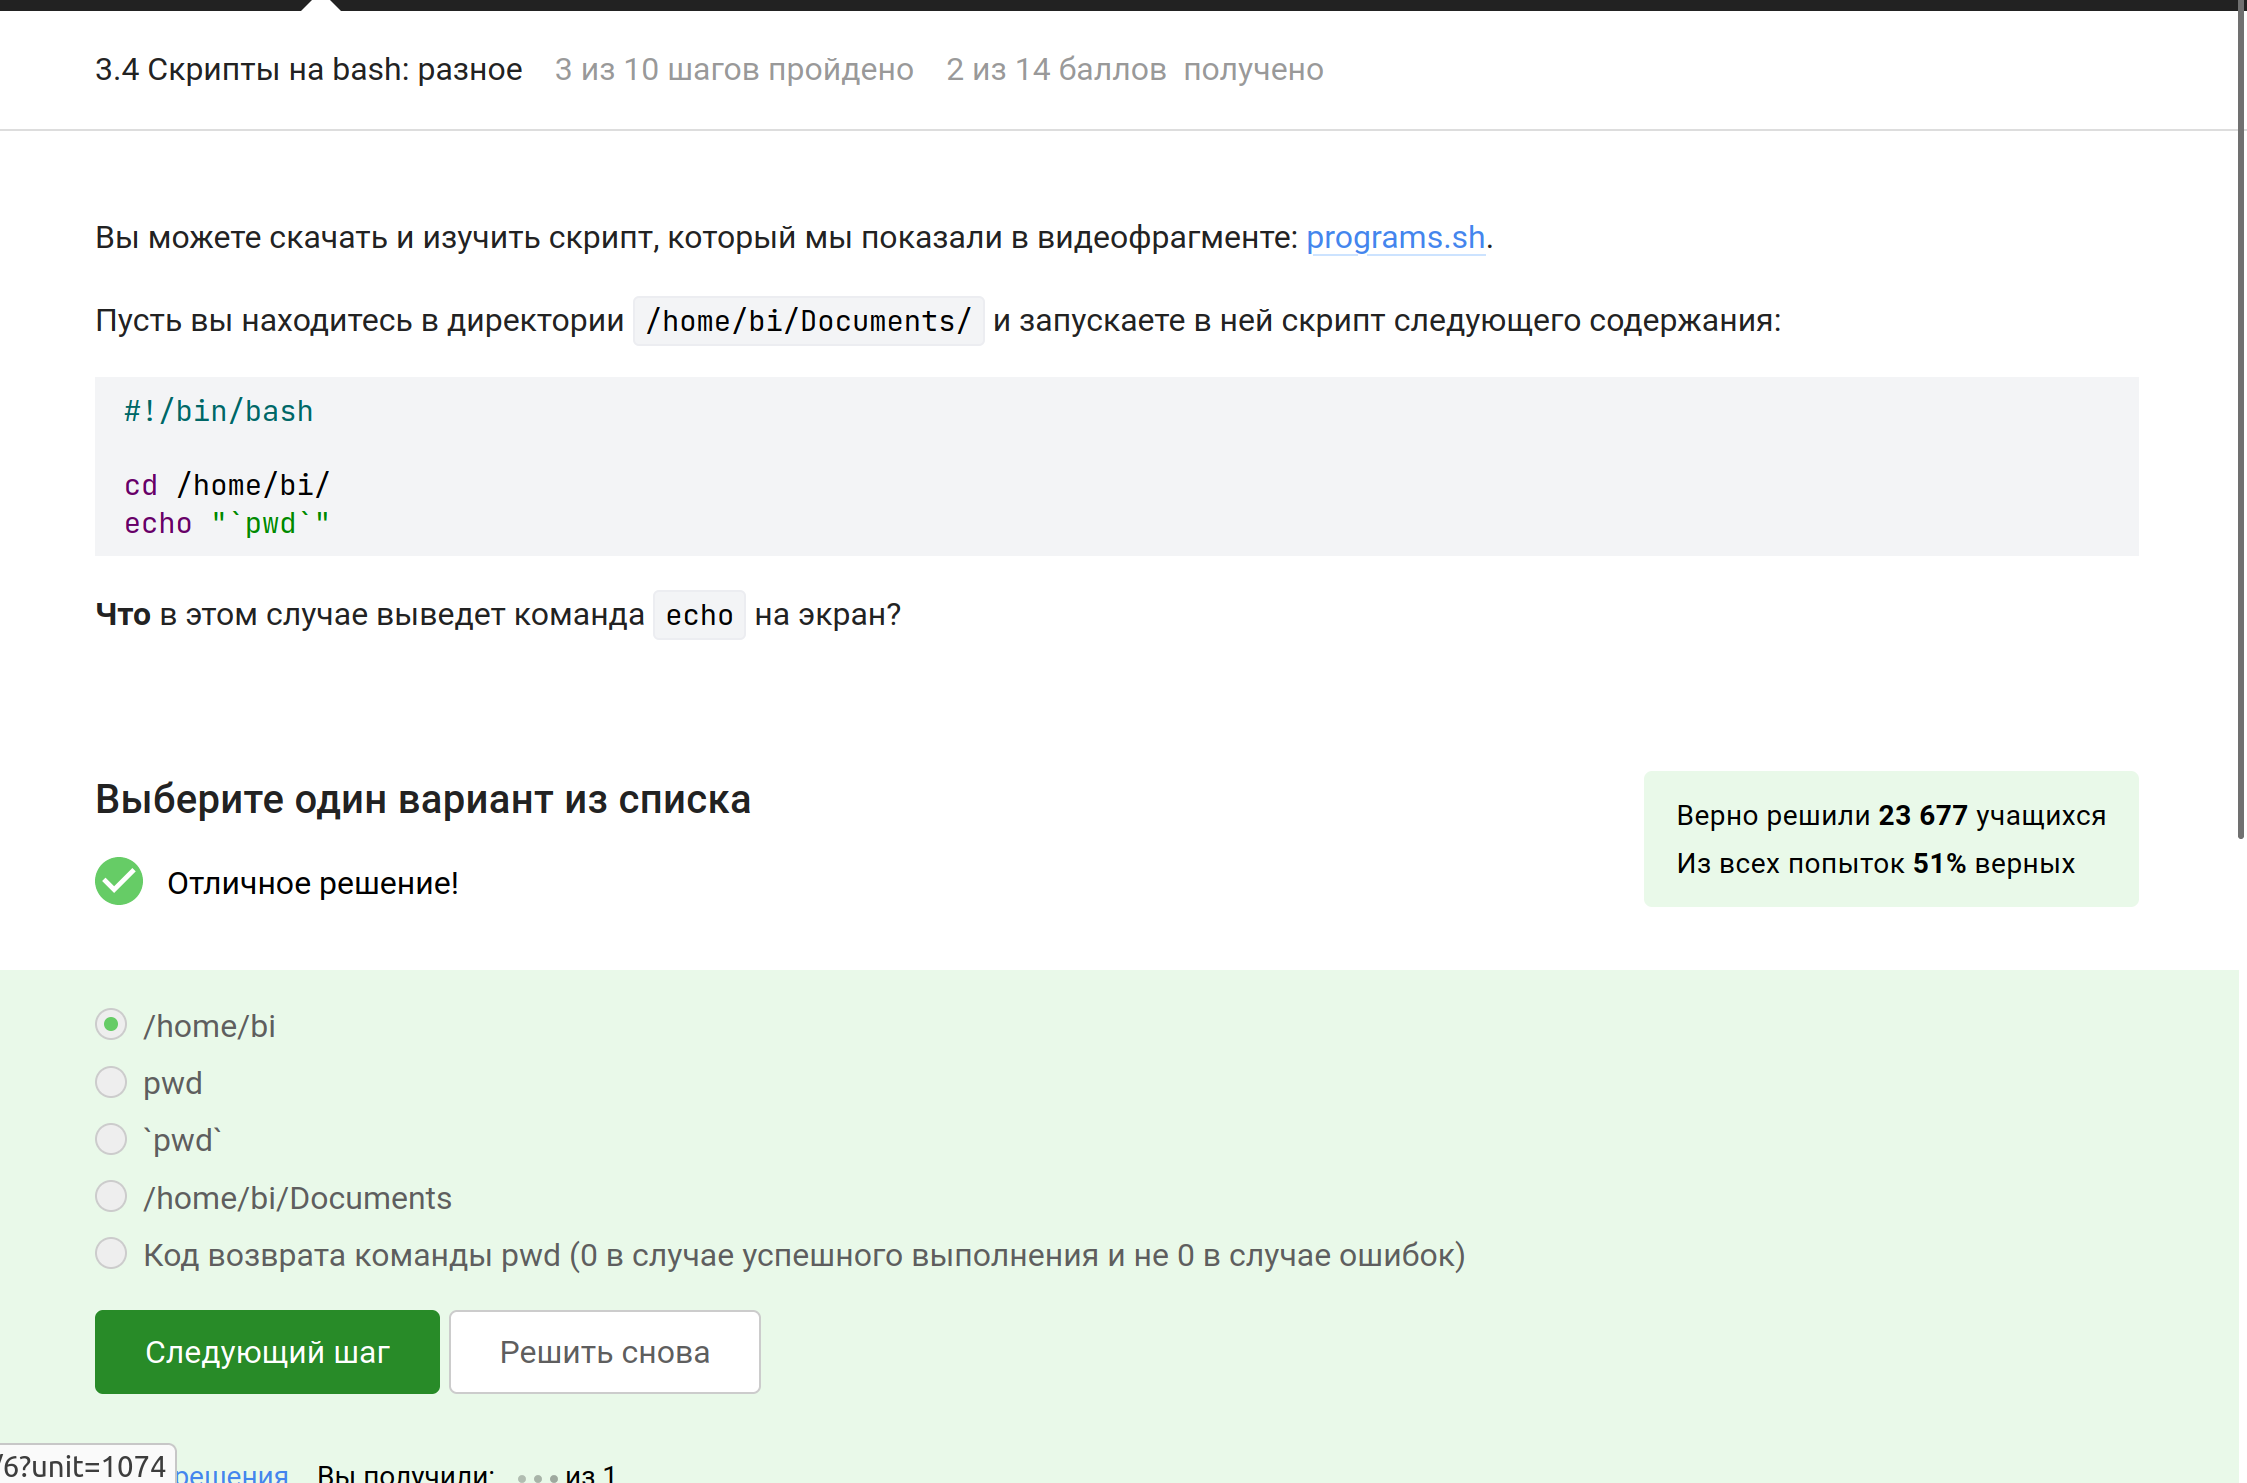 3.4 Скрипты на bash: разное 3 из 10 шагов пройдено 2 из 14 баллов получено
Вы можете скачать и изучить скрипт, который мы показали в видеофрагменте: programs.sh.
Пусть вы находитесь в директории /home/bi/Documents/ и запускаете в ней скрипт следующего содержания:
#!/bin/bash
cd /home/bi/
echo "`pwd`"
Что в этом случае выведет команда echo на экран?
Выберите один вариант из списка
Отличное решение!
Верно решили 23 677 учащихся
Из всех попыток 51% верных
/home/bi
pwd
`pwd`
/home/bi/Documents
Код возврата команды pwd (0 в случае успешного выполнения и не 0 в случае ошибок)
Следующий шаг Решить снова
/6?unit=1074 решения Вы получили: из 1